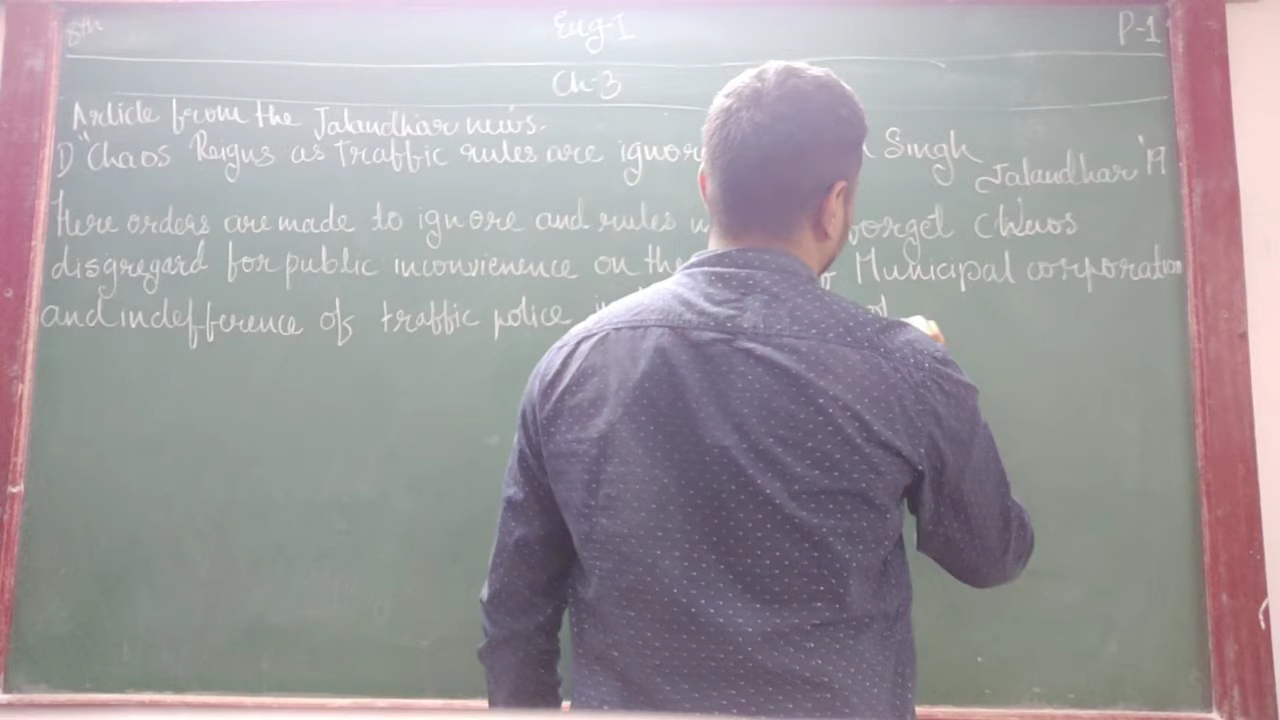 8th Eng-I P-1
Ch-3
Article from the Jalandhar news.
1) "Chaos Reigns as Traffic rules are ignor Singh Jalandhar '19
Here orders are made to ignore and rules forget Chaos
disgregard for public inconvienence on the Municipal corporation
and indefference of traffic police